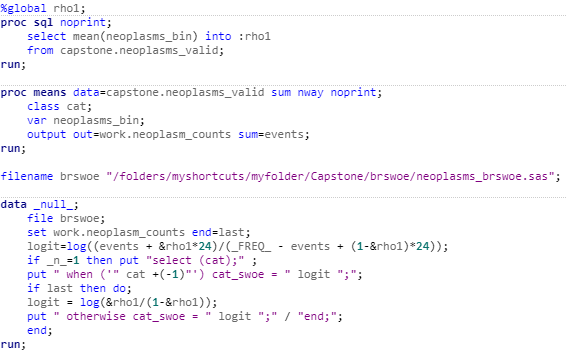 %global rho1;
proc sql noprint;
select mean(neoplasms_bin) into :rho1
from capstone.neoplasms_valid;
run;
proc means data=capstone.neoplasms_valid sum nway noprint;
class cat;
var neoplasms_bin;
output out=work.neoplasm_counts sum=events;
run;
filename brswoe "/folders/myshortcuts/myfolder/Capstone/brswoe/neoplasms_brswoe.sas";
data _null_;
file brswoe;
set work.neoplasm_counts end=last;
logit=log((events + &rho1*24)/(_FREQ_ - events + (1-&rho1)*24));
if _n_=1 then put "select (cat);" ;
put " when ('" cat +(-1)"') cat_swoe = " logit ";";
if last then do;
logit = log(&rho1/(1-&rho1));
put " otherwise cat_swoe = " logit ";" / "end;";
end;
run;